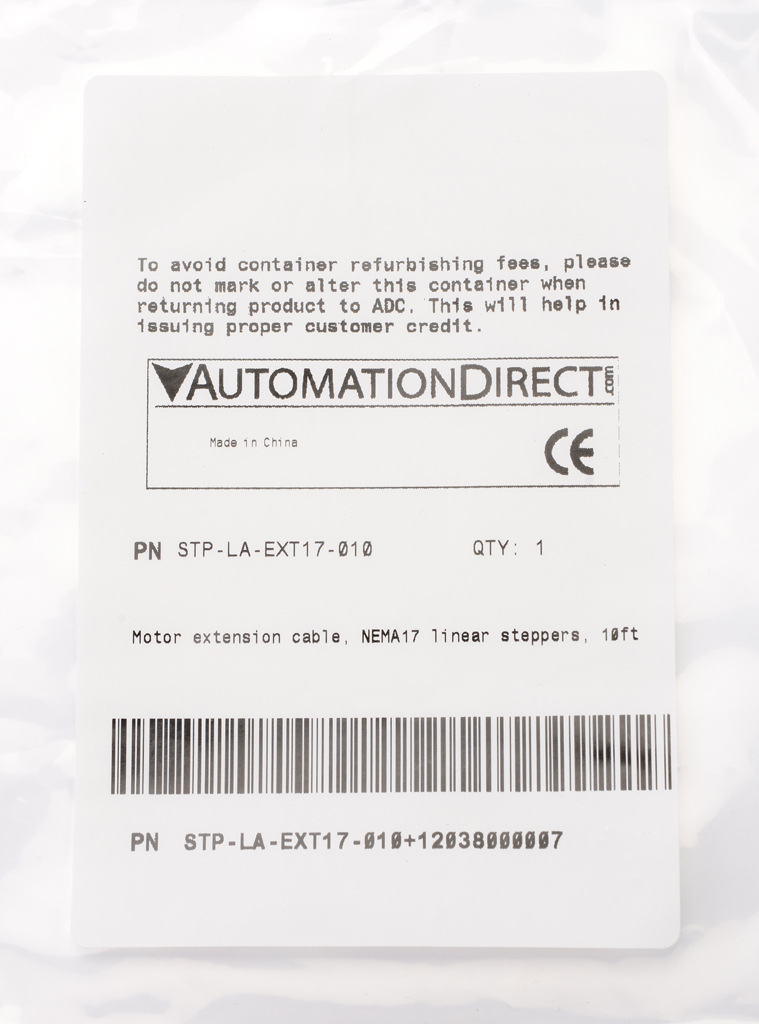 To avoid container refurbishing fees, please
do not mark or alter this container when
returning product to ADC. This will help in
issuing proper customer credit.
AUTOMATIONDIRECT.com
Made in China
CE
PN STP-LA-EXT17-010 QTY: 1
Motor extension cable, NEMA17 linear steppers, 10ft
PN STP-LA-EXT17-010+12038000007